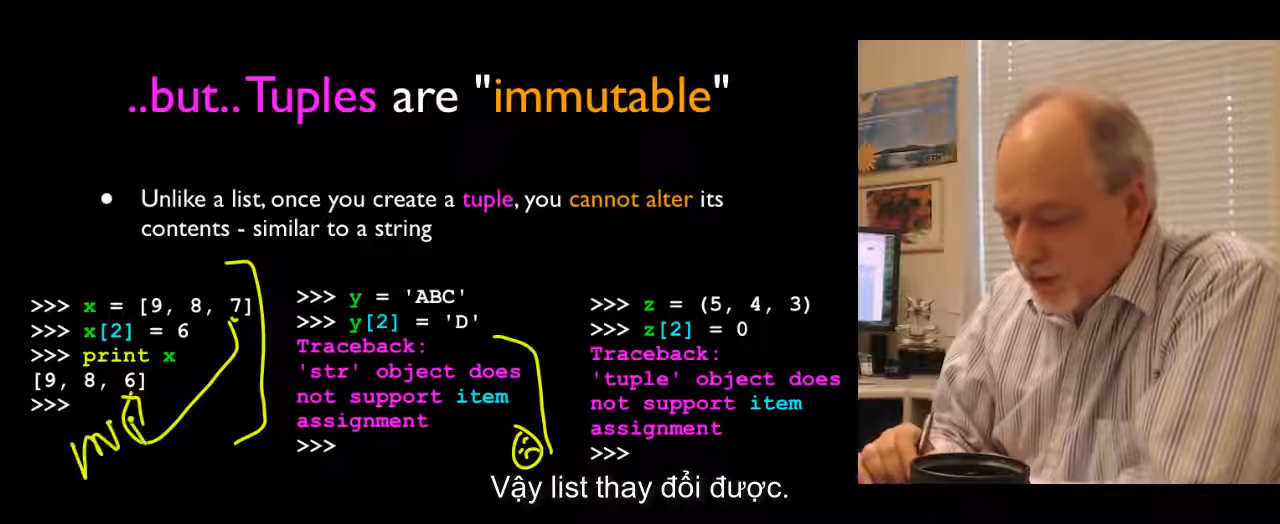 ..but.. Tuples are "immutable"
● Unlike a list, once you create a tuple, you cannot alter its
contents - similar to a string
>>> x = [9, 8, 7]
>>> x[2] = 6
>>> print x
[9, 8, 6]
>>>
>>> y = 'ABC'
>>> y[2] = 'D'
Traceback:
'str' object does
not support item
assignment
>>>
>>> z = (5, 4, 3)
>>> z[2] = 0
Traceback:
'tuple' object does
not support item
assignment
>>>
Vậy list thay đổi được.